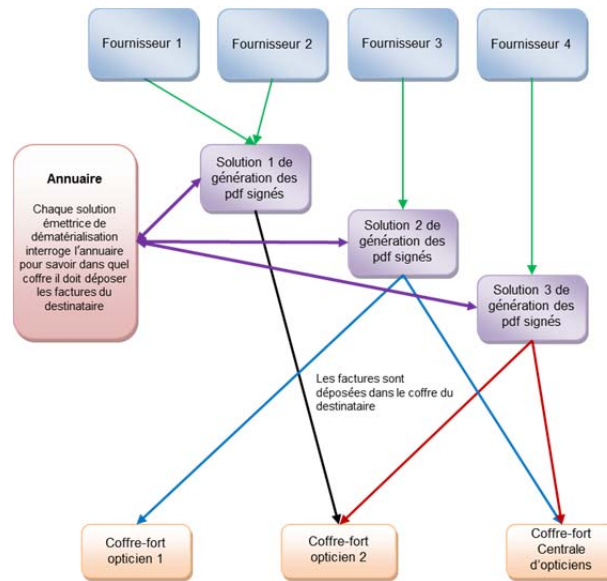 Fournisseur 1
Fournisseur 2
Fournisseur 3
Fournisseur 4
Annuaire
Chaque solution
émettrice de
dématérialisation
interroge l'annuaire
pour savoir dans quel
coffre il doit déposer
les factures du
destinataire
Solution 1 de
génération des
pdf signés
Solution 2 de
génération des
pdf signés
Solution 3 de
génération des
pdf signés
Les factures sont
déposées dans le coffre du
destinataire
Coffre-fort
opticien 1
Coffre-fort
opticien 2
Coffre-fort
Centrale
d'opticiens